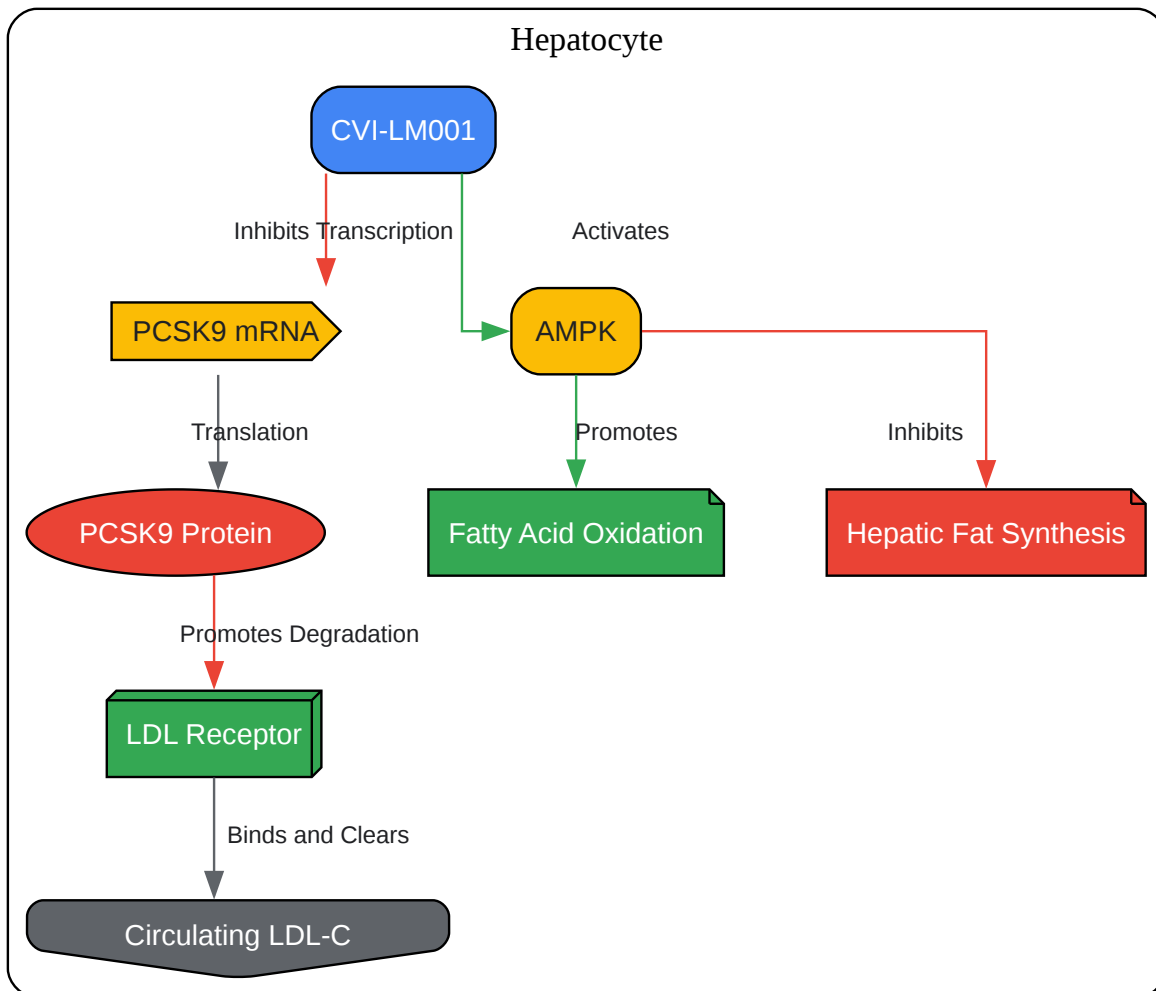 Hepatocyte
CVI-LM001
Inhibits Transcription
Activates
PCSK9 mRNA
AMPK
Translation
Promotes
Inhibits
PCSK9 Protein
Fatty Acid Oxidation
Hepatic Fat Synthesis
Promotes Degradation
LDL Receptor
Binds and Clears
Circulating LDL-C